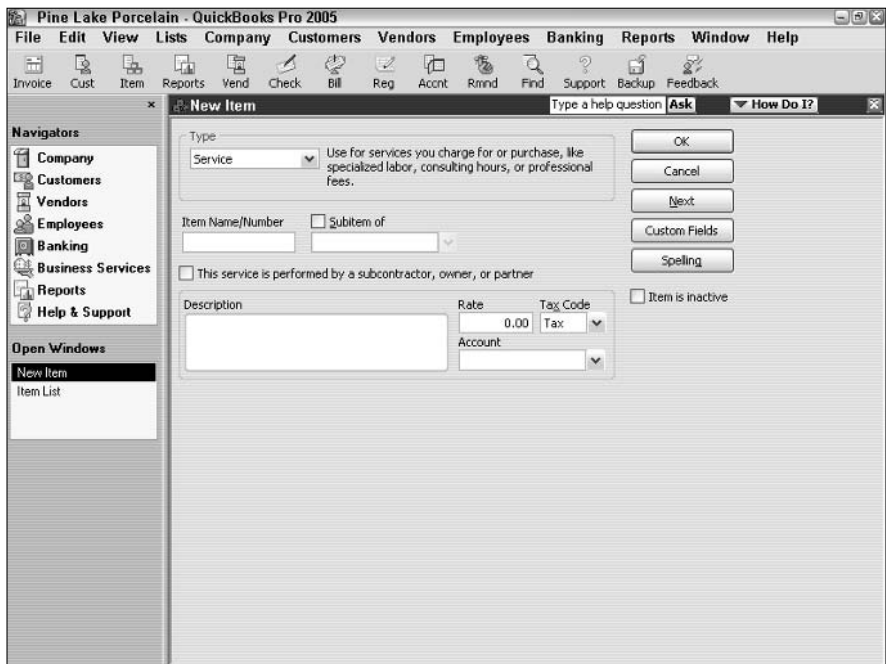 Pine Lake Porcelain - QuickBooks Pro 2005
File Edit View Lists Company Customers Vendors Employees Banking Reports Window Help
Invoice Cust Item Reports Vend Check Bill Reg Accnt Rmnd Find Support Backup Feedback
New Item
Type a help question Ask How Do I?
Navigators
Company
Customers
Vendors
Employees
Banking
Business Services
Reports
Help & Support
Open Windows
New Item
Item List
Type
Service
Use for services you charge for or purchase, like
specialized labor, consulting hours, or professional
fees.
Item Name/Number
Subitem of
This service is performed by a subcontractor, owner, or partner
Description
Rate
Tax Code
0.00
Tax
Account
OK
Cancel
Next
Custom Fields
Spelling
Item is inactive